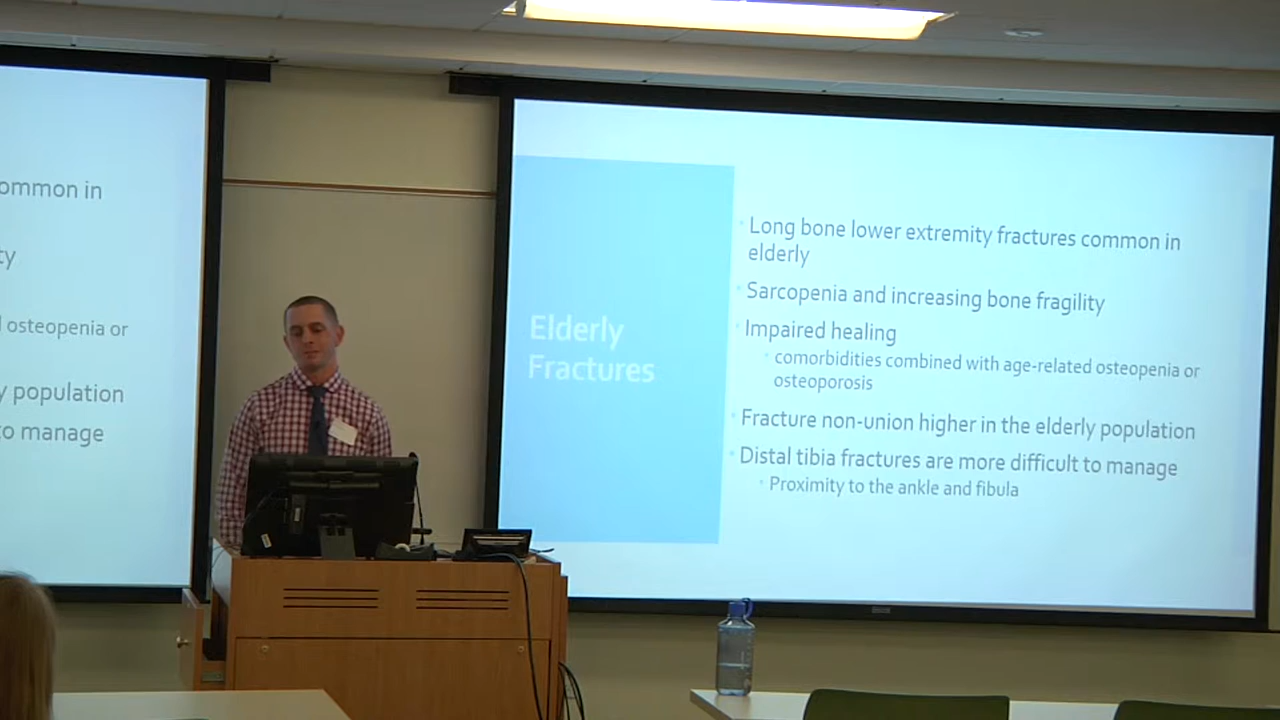 ommon in
ty
osteopenia or
y population
to manage
Elderly
Fractures
Long bone lower extremity fractures common in
elderly
Sarcopenia and increasing bone fragility
Impaired healing
comorbidities combined with age-related osteopenia or
osteoporosis
Fracture non-union higher in the elderly population
Distal tibia fractures are more difficult to manage
Proximity to the ankle and fibula